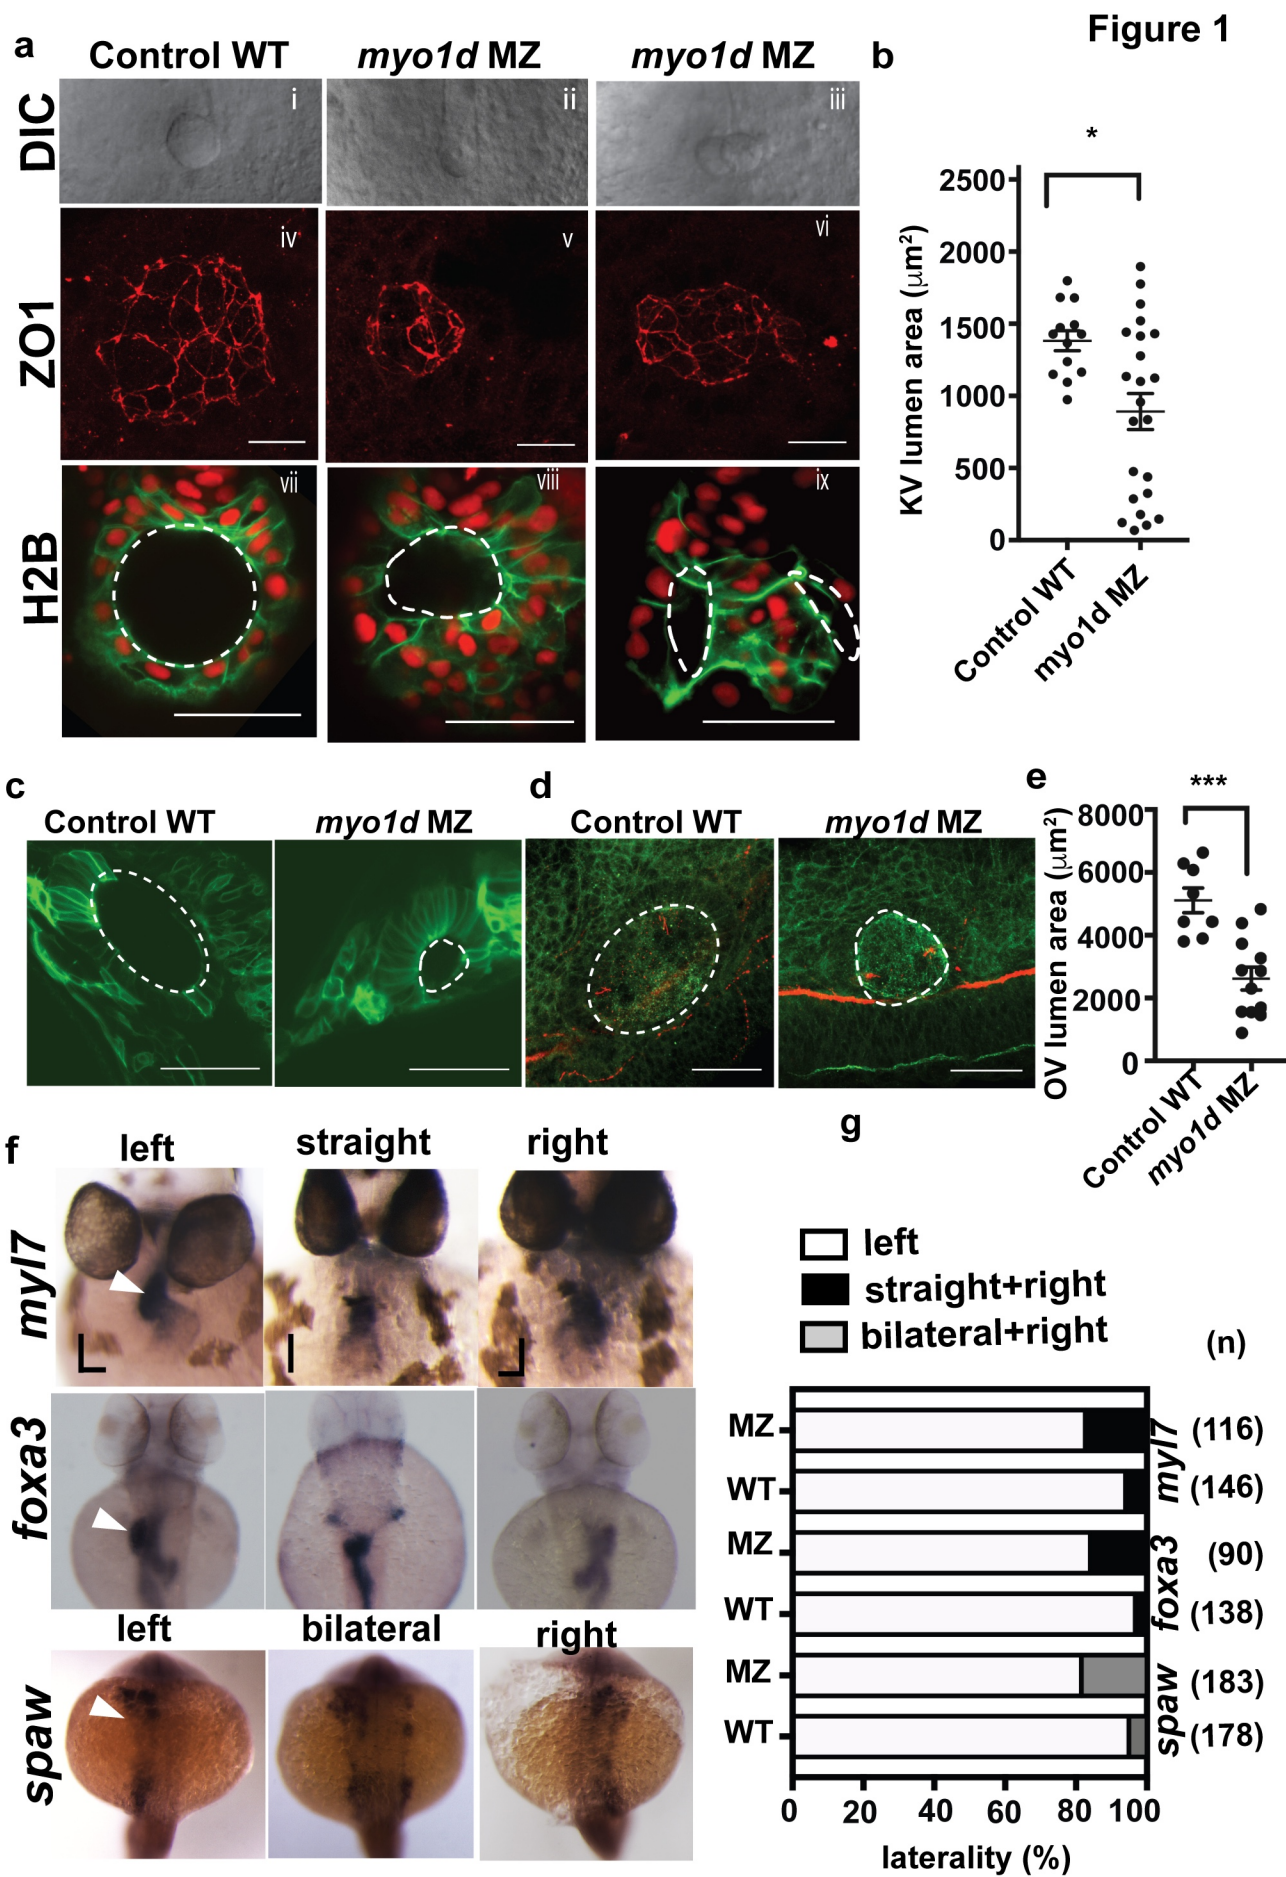 Figure 1
a
Control WT
myo1d MZ
myo1d MZ
DIC
i
ii
iii
ZO1
iv
v
vi
H2B
vii
viii
ix
b
*
KV lumen area (μm²)
2500
2000
1500
1000
500
0
Control WT
myo1d MZ
c
Control WT
myo1d MZ
d
Control WT
myo1d MZ
e
***
OV lumen area (μm²)
8000
6000
4000
2000
0
Control WT
myo1d MZ
f
left
straight
right
myl7
foxa3
left
bilateral
right
spaw
g
left
straight+right
bilateral+right
(n)
MZ
myl7
(116)
WT
(146)
MZ
foxa3
(90)
WT
(138)
MZ
spaw
(183)
WT
(178)
0 20 40 60 80 100
laterality (%)